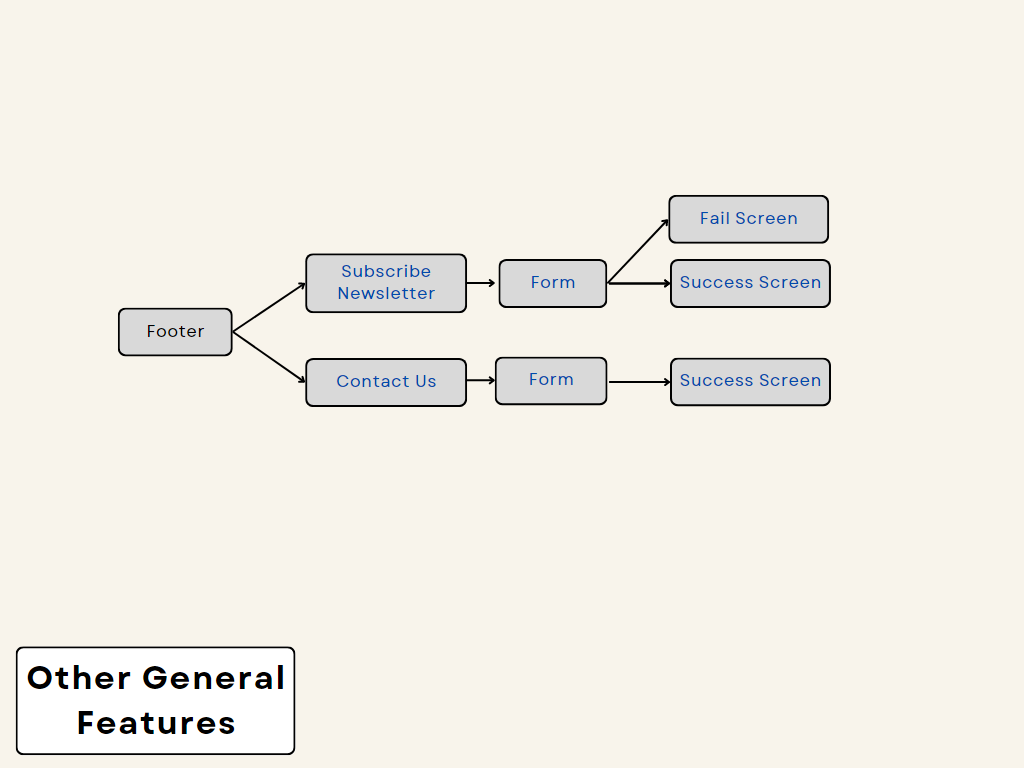 Fail Screen
Subscribe
Newsletter
Form
Success Screen
Footer
Contact Us
Form
Success Screen
Other General
Features